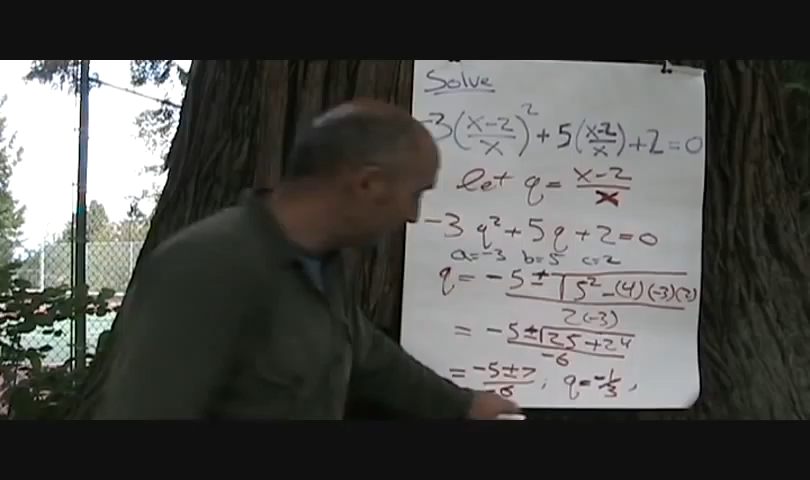 Solve
-3(x-2/x)² + 5(x-2/x) + 2 = 0
let q = x-2/x
-3q² + 5q + 2 = 0
a=-3 b=5 c=2
q = -5 ± √5² - (4)(-3)(2) / 2(-3)
= -5 ± √25 + 24 / -6
= -5 ± 7 / -6 ; q = -1/3 ,